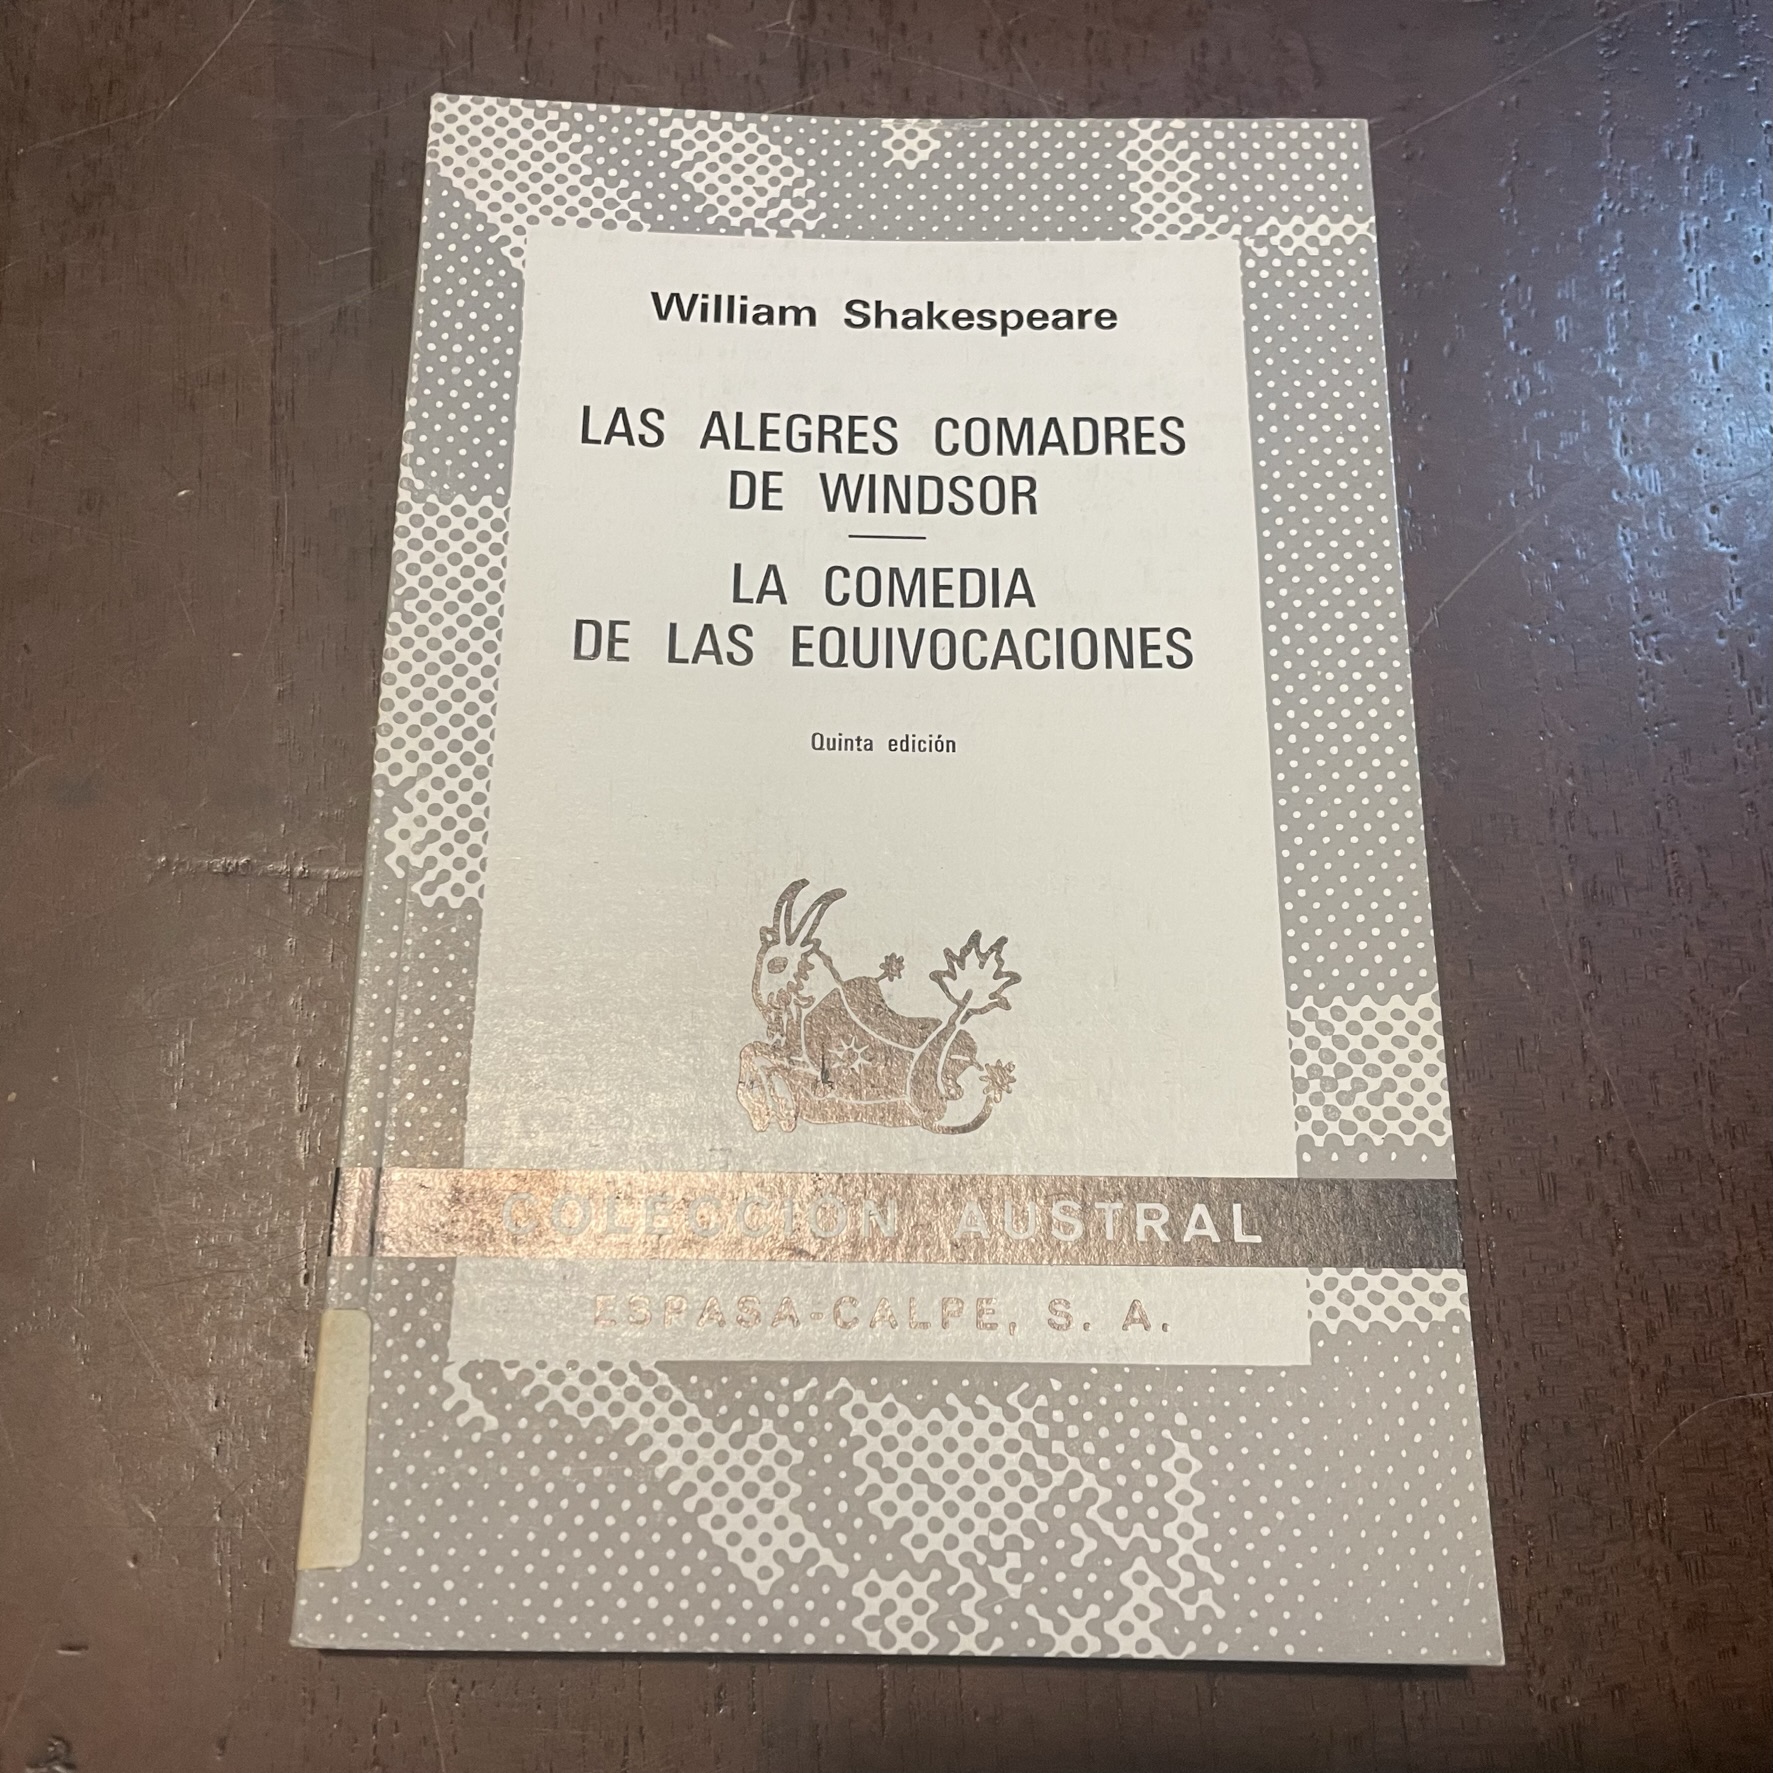 William Shakespeare
LAS ALEGRES COMADRES
DE WINDSOR
LA COMEDIA
DE LAS EQUIVOCACIONES
Quinta edición
COLECCIÓN AUSTRAL
ESPASA-CALPE, S. A.